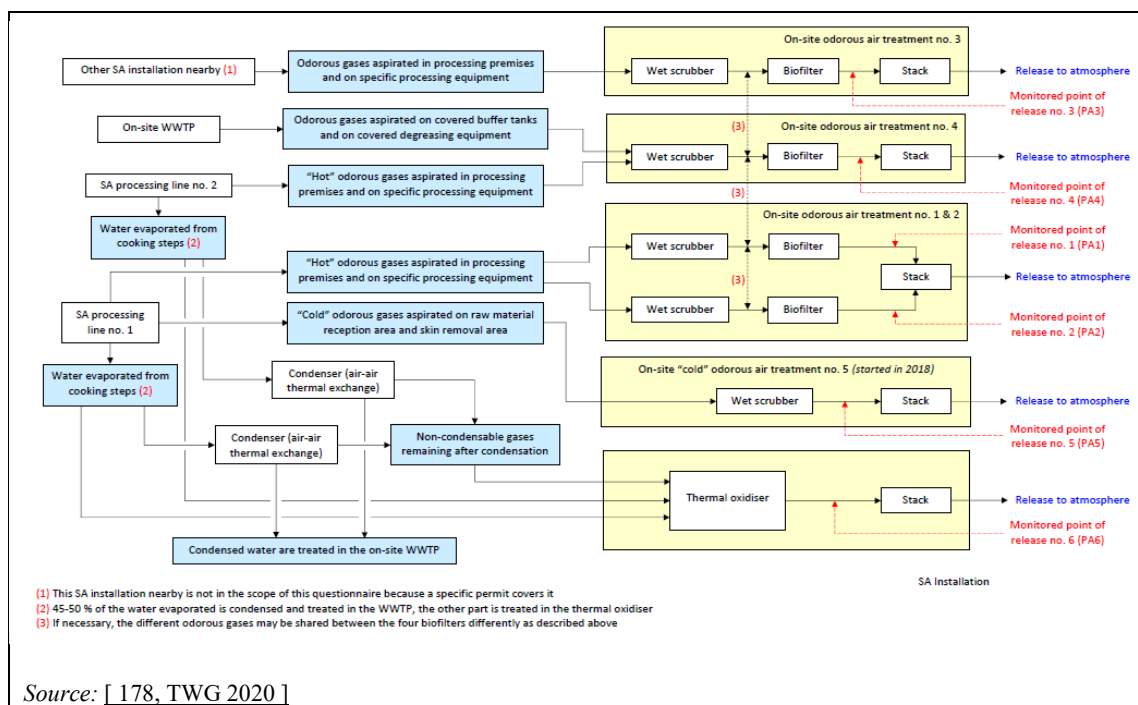 On-site odorous air treatment no. 3
Other SA installation nearby (1)
Odorous gases aspirated in processing premises
and on specific processing equipment
Wet scrubber
Biofilter
Stack
Release to atmosphere
Monitored point of
release no. 3 (PA3)
On-site WWTP
Odorous gases aspirated on covered buffer tanks
and on covered degreasing equipment
(3)
On-site odorous air treatment no. 4
Wet scrubber
Biofilter
Stack
Release to atmosphere
SA processing line no. 2
"Hot" odorous gases aspirated in processing
premises and on specific processing equipment
Monitored point of
release no. 4 (PA4)
(3)
Water evaporated from
cooking steps (2)
On-site odorous air treatment no. 1 & 2
Monitored point of
release no. 1 (PA1)
Wet scrubber
Biofilter
"Hot" odorous gases aspirated in processing
premises and on specific processing equipment
(3)
Stack
Release to atmosphere
SA processing
line no. 1
"Cold" odorous gases aspirated on raw material
reception area and skin removal area
Wet scrubber
Biofilter
Monitored point of
release no. 2 (PA2)
Water evaporated from
cooking steps (2)
Condenser (air-air
thermal exchange)
On-site "cold" odorous air treatment no. 5 (started in 2018)
Wet scrubber
Stack
Release to atmosphere
Condenser (air-air
thermal exchange)
Non-condensable gases
remaining after condensation
Monitored point of
release no. 5 (PA5)
Thermal oxidiser
Stack
Release to atmosphere
Monitored point of
release no. 6 (PA6)
Condensed water are treated in the on-site WWTP
SA Installation
(1) This SA installation nearby is not in the scope of this questionnaire because a specific permit covers it
(2) 45-50 % of the water evaporated is condensed and treated in the WWTP, the other part is treated in the thermal oxidiser
(3) If necessary, the different odorous gases may be shared between the four biofilters differently as described above
Source: [ 178, TWG 2020 ]